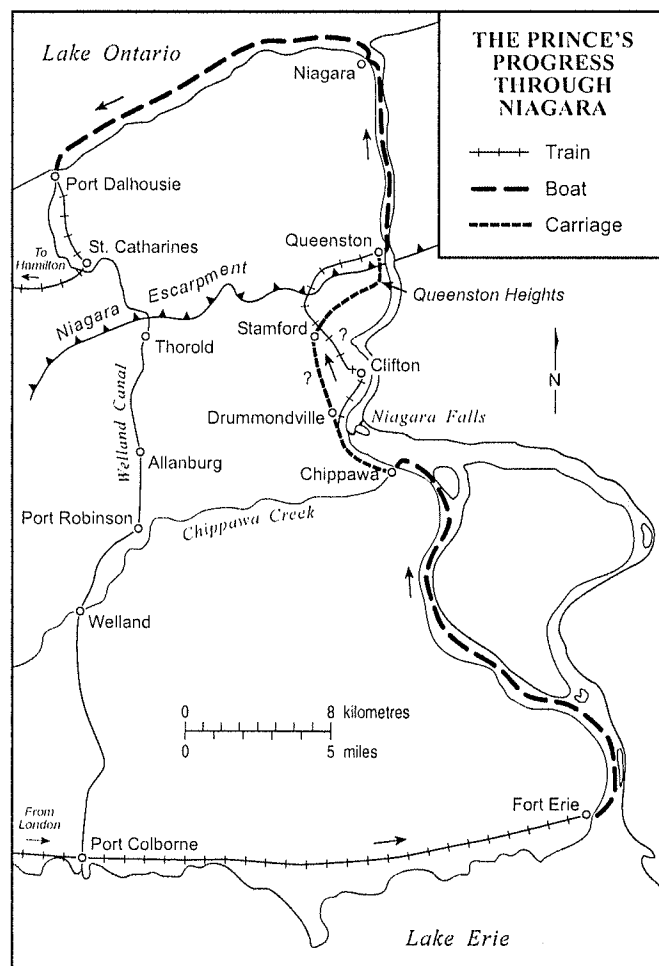 Lake Ontario
THE PRINCE'S
PROGRESS
THROUGH
NIAGARA
Train
Boat
Carriage
Niagara
Port Dalhousie
St. Catharines
To
Hamilton
Queenston
Queenston Heights
Niagara Escarpment
Stamford
?
Thorold
Clifton
?
N
Drummondville
Niagara Falls
Welland Canal
Allanburg
Chippawa
Port Robinson
Chippawa Creek
Welland
0 8 kilometres
0 5 miles
From
London
Fort Erie
Port Colborne
Lake Erie